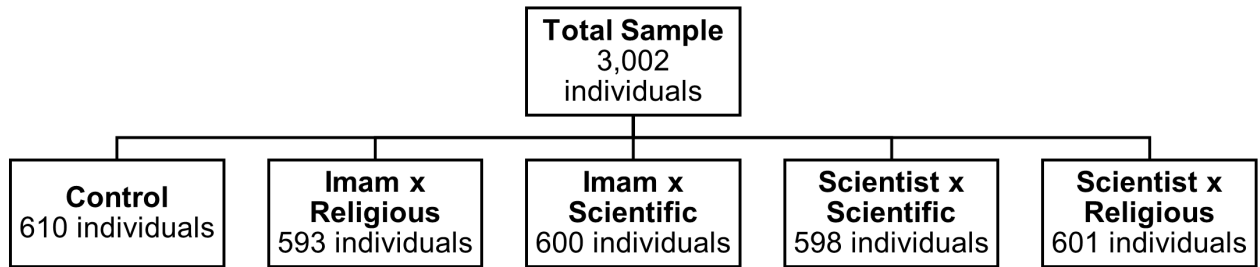 Total Sample
3,002
individuals
Control
610 individuals
Imam x
Religious
593 individuals
Imam x
Scientific
600 individuals
Scientist x
Scientific
598 individuals
Scientist x
Religious
601 individuals